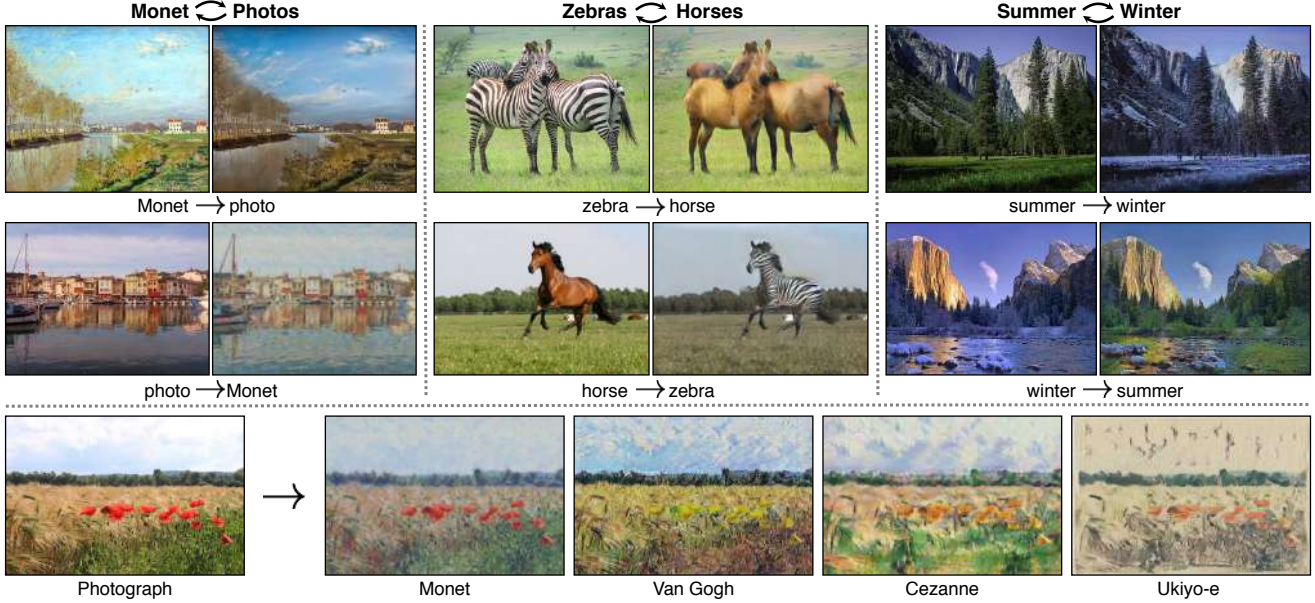 Monet ⟳ Photos
Zebras ⟳ Horses
Summer ⟳ Winter
Monet → photo
zebra → horse
summer → winter
photo → Monet
horse → zebra
winter → summer
Photograph
Monet
Van Gogh
Cezanne
Ukiyo-e